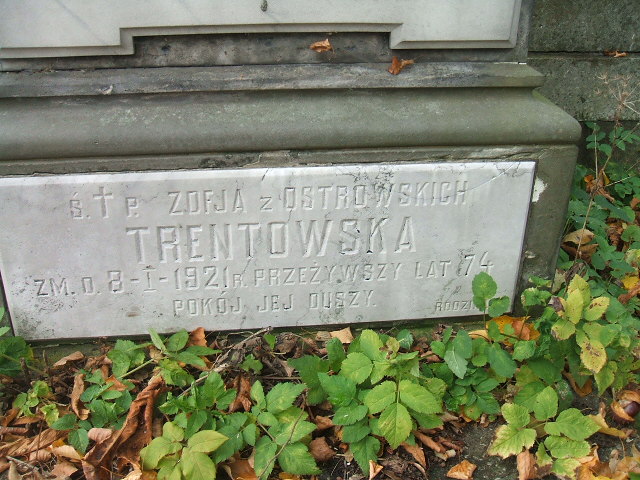 Ś.†P. ZOFJA z OSTROWSKICH
TRENTOWSKA
ZM. D. 8-I-1921 R. PRZEŻYWSZY LAT 74
POKÓJ JEJ DUSZY.